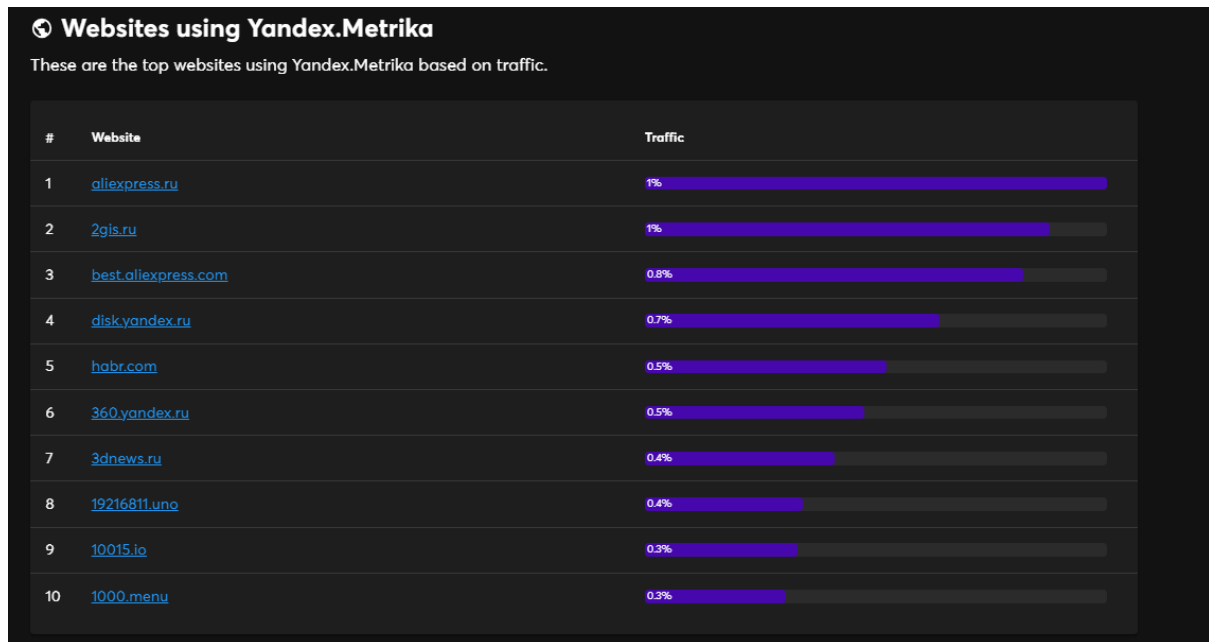 Websites using Yandex.Metrika
These are the top websites using Yandex.Metrika based on traffic.
# Website Traffic
1 aliexpress.ru 1%
2 2gis.ru 1%
3 best.aliexpress.com 0.8%
4 disk.yandex.ru 0.7%
5 habr.com 0.5%
6 360.yandex.ru 0.5%
7 3dnews.ru 0.4%
8 19216811.uno 0.4%
9 10015.io 0.3%
10 1000.menu 0.3%